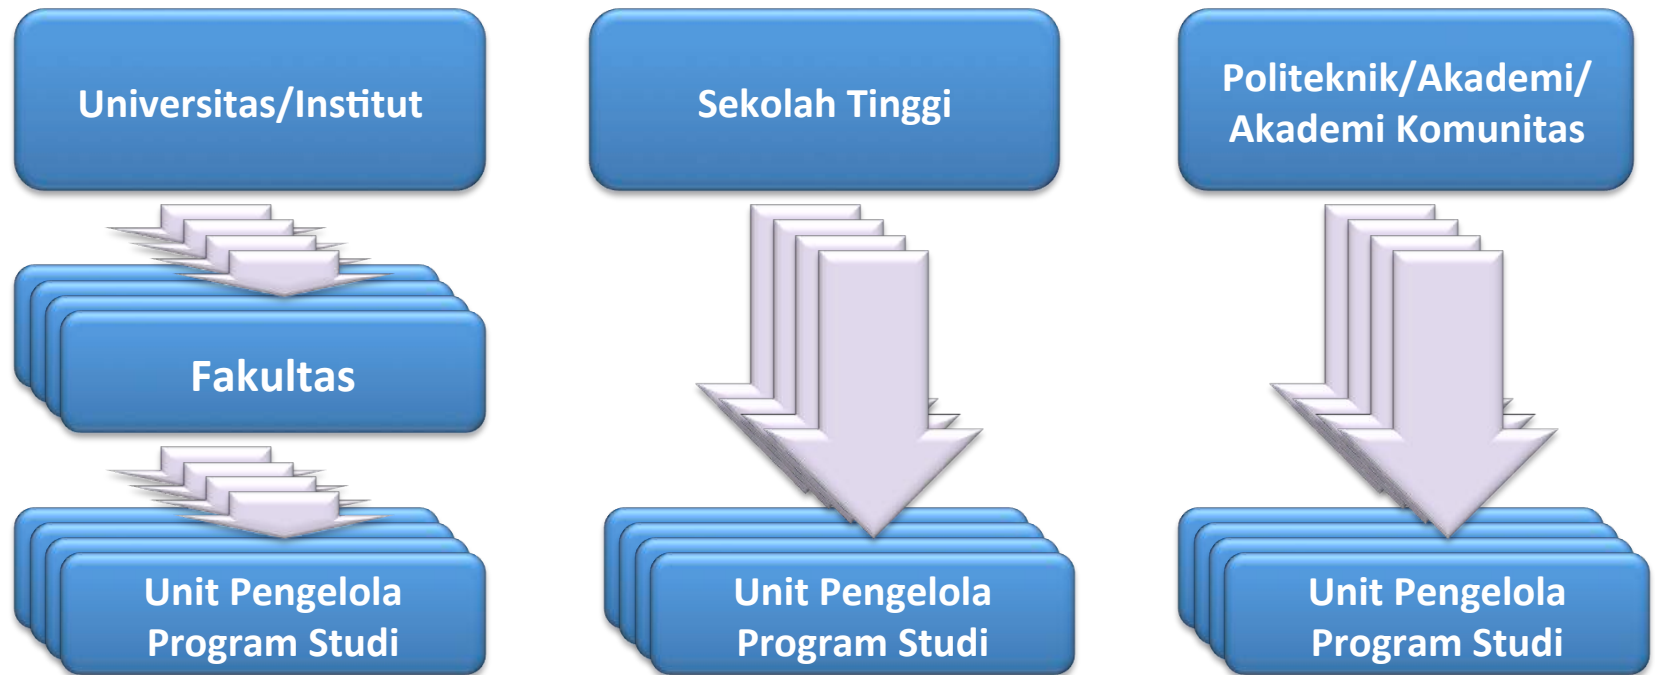 Universitas/Institut
Sekolah Tinggi
Politeknik/Akademi/
Akademi Komunitas
Fakultas
Unit Pengelola
Program Studi
Unit Pengelola
Program Studi
Unit Pengelola
Program Studi